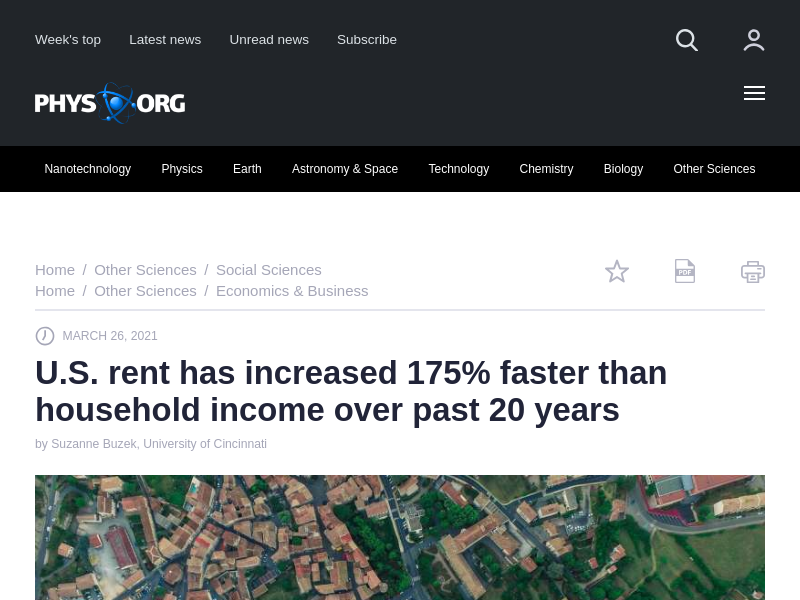 Week's top Latest news Unread news Subscribe
PHYS ORG
Nanotechnology Physics Earth Astronomy & Space Technology Chemistry Biology Other Sciences
Home / Other Sciences / Social Sciences
Home / Other Sciences / Economics & Business
PDF
MARCH 26, 2021
U.S. rent has increased 175% faster than
household income over past 20 years
by Suzanne Buzek, University of Cincinnati